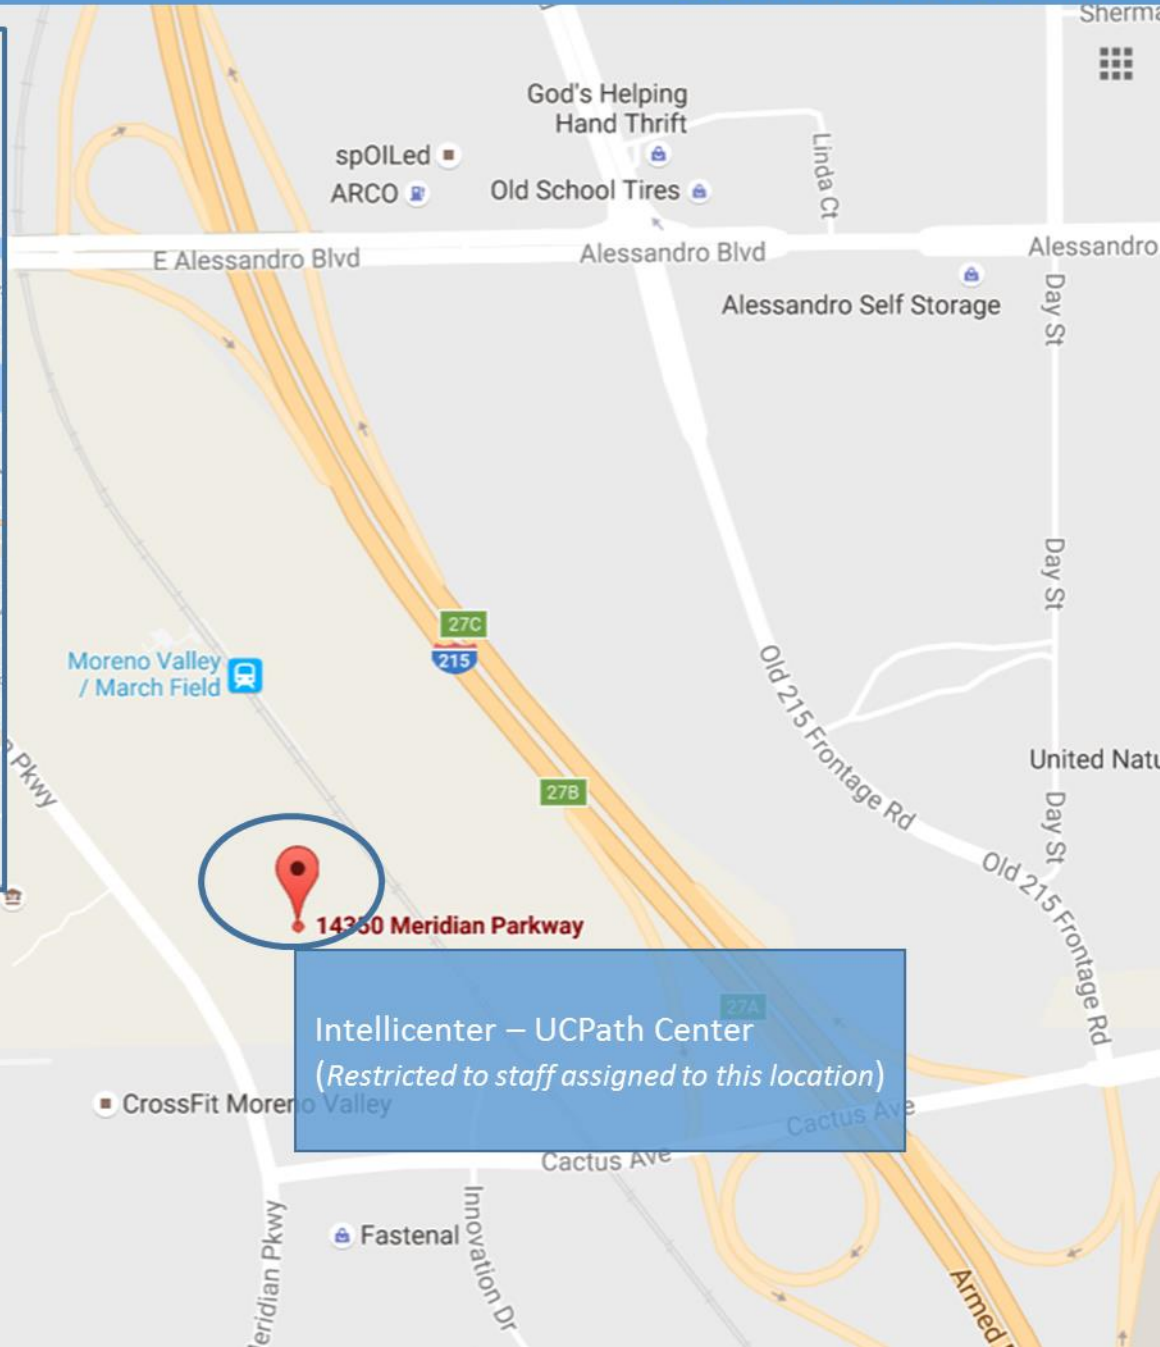 Sherma
God's Helping
Hand Thrift
spOILed
ARCO
Old School Tires
Linda Ct
E Alessandro Blvd
Alessandro Blvd
Alessandro
Day St
Alessandro Self Storage
Day St
27C
215
Moreno Valley
/ March Field
Old 215 Frontage Rd
United Natu
n Pkwy
27B
Day St
Old 215 Frontage Rd
14350 Meridian Parkway
27A
Intellicenter – UCPath Center
(Restricted to staff assigned to this location)
CrossFit Moreno Valley
Cactus Ave
Cactus Ave
Innovation Dr
Fastenal
eridian Pkwy
Armed